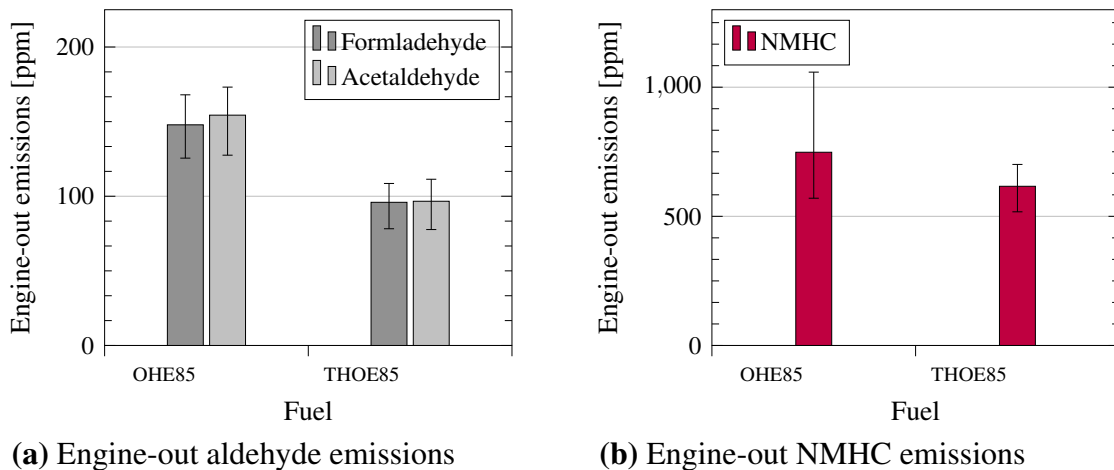 Engine-out emissions [ppm]
200
100
0
Formladehyde
Acetaldehyde
OHE85 THOE85
Fuel
(a) Engine-out aldehyde emissions
Engine-out emissions [ppm]
1,000
500
0
NMHC
OHE85 THOE85
Fuel
(b) Engine-out NMHC emissions